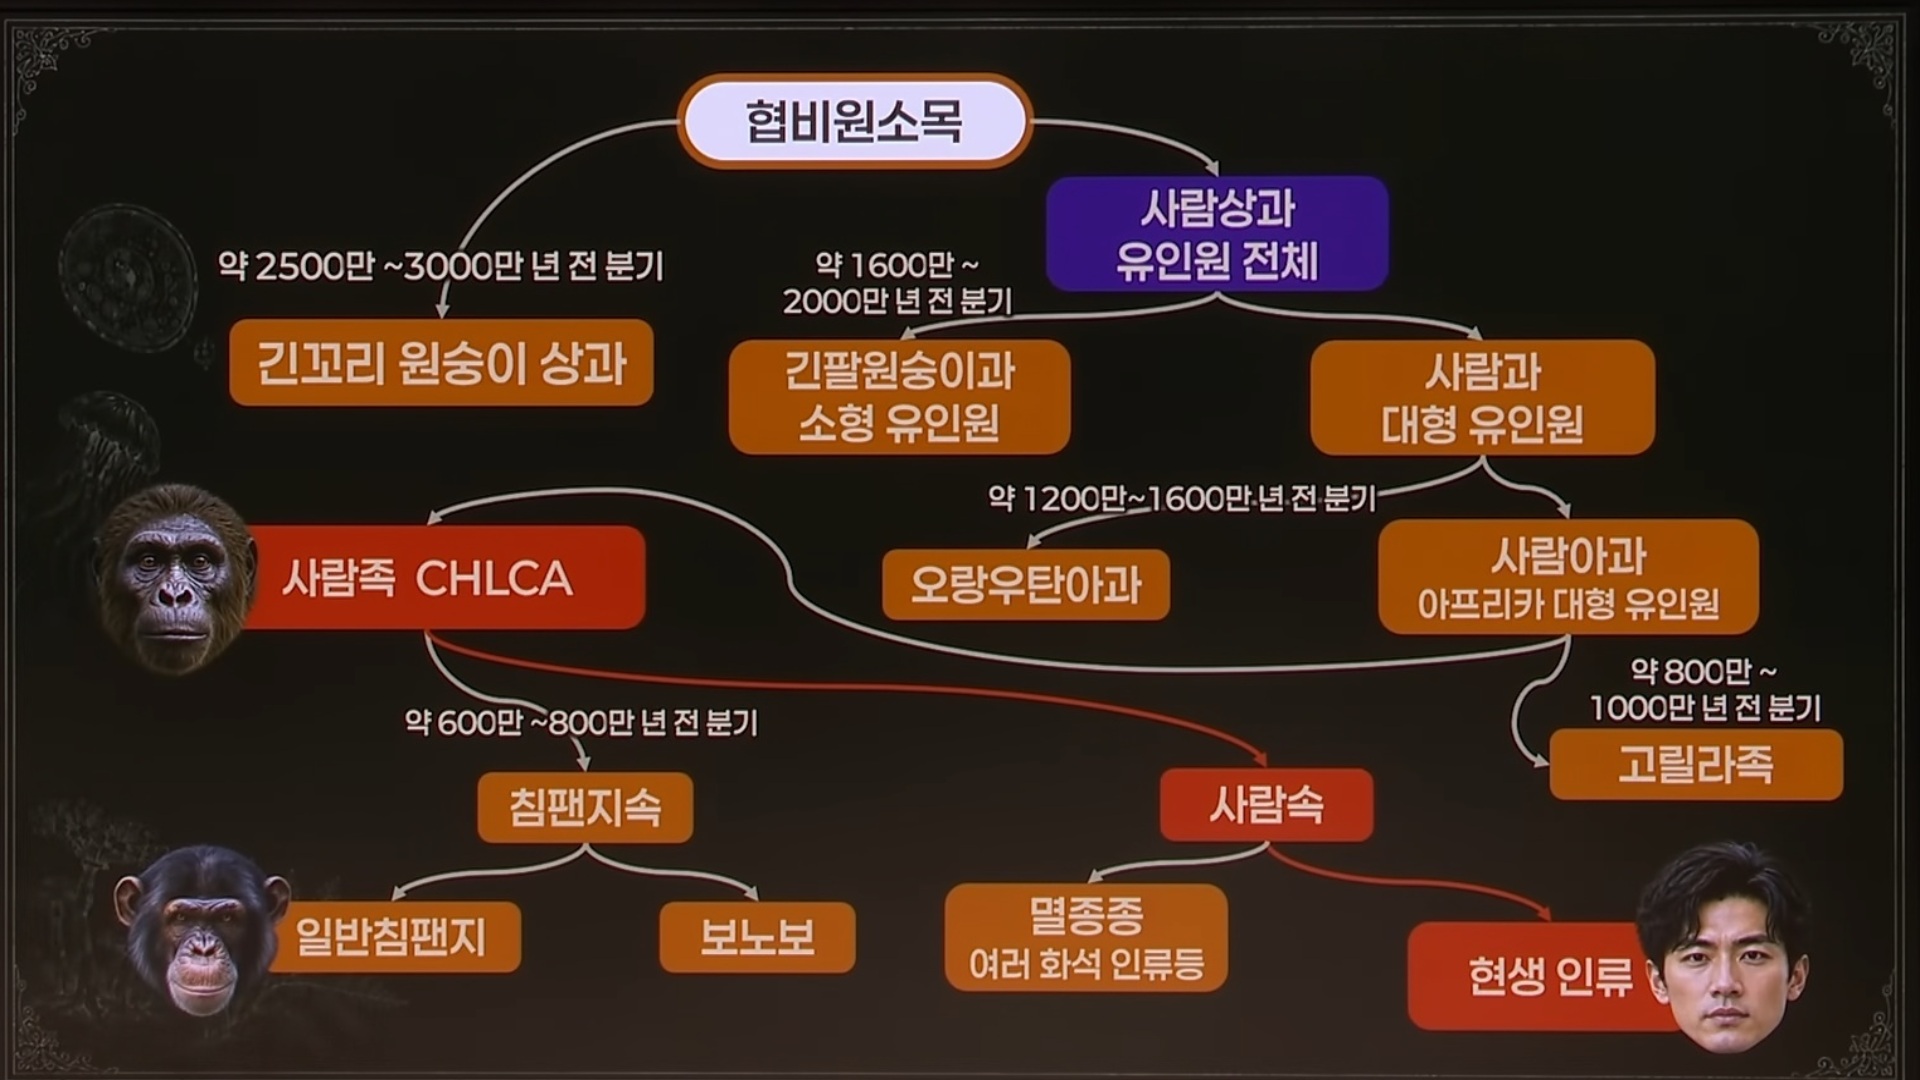 협비원소목
사람상과
유인원 전체
약 2500만 ~3000만 년 전 분기
긴꼬리 원숭이 상과
약 1600만 ~
2000만 년 전 분기
긴팔원숭이과
소형 유인원
사람과
대형 유인원
약 1200만~1600만 년 전 분기
오랑우탄아과
사람아과
아프리카 대형 유인원
사람족 CHLCA
약 800만 ~
1000만 년 전 분기
고릴라족
약 600만 ~800만 년 전 분기
침팬지속
사람속
일반침팬지
보노보
멸종종
여러 화석 인류등
현생 인류